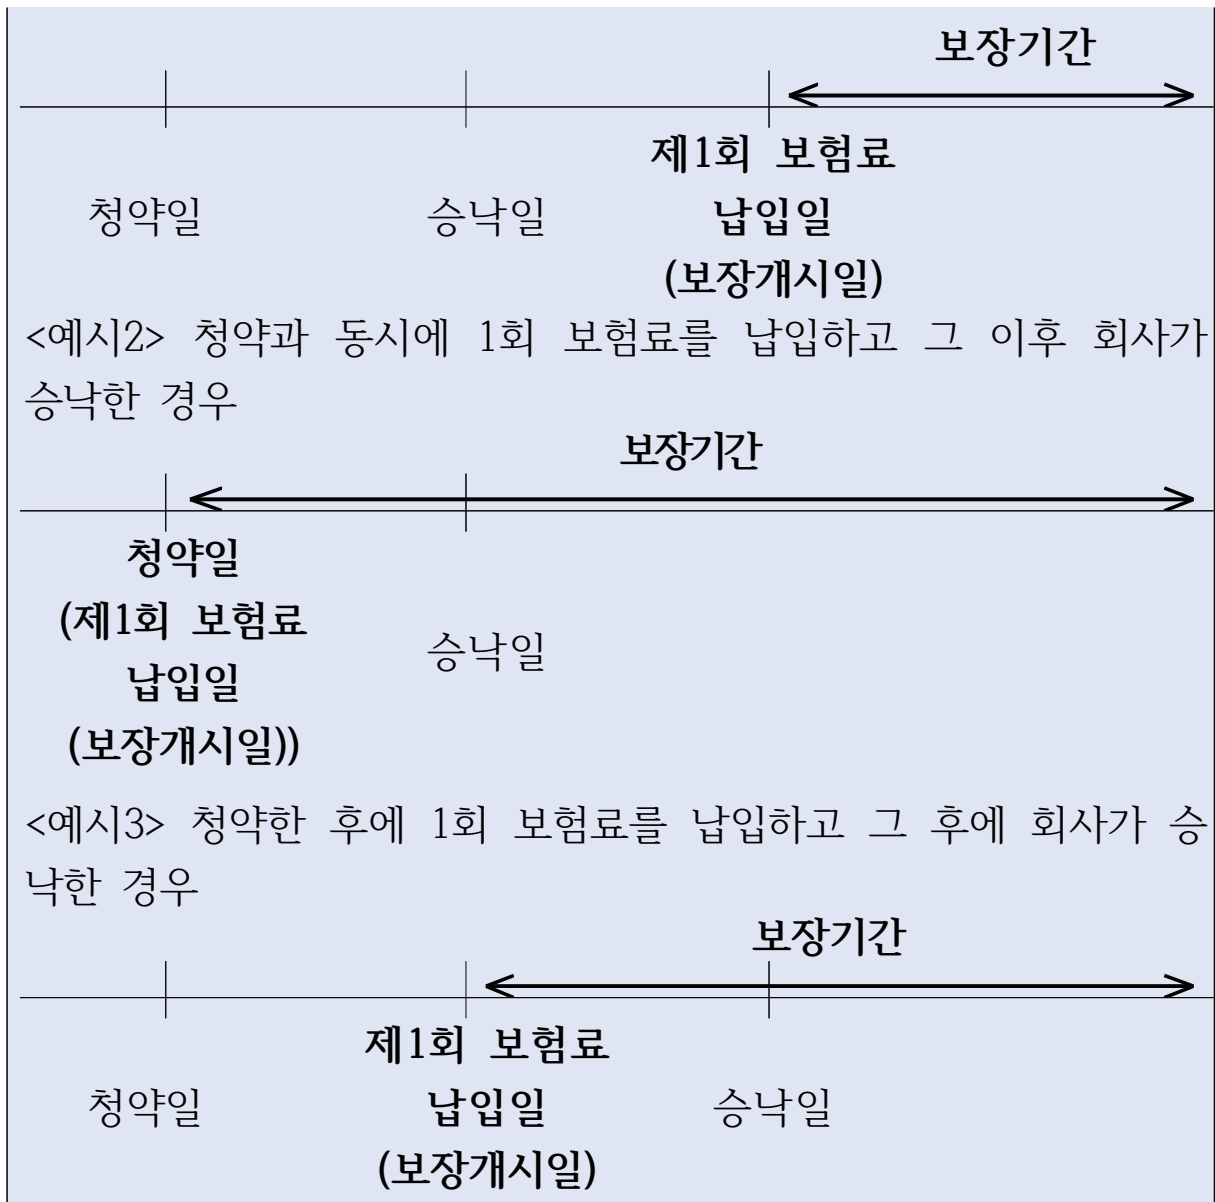 보장기간
제1회 보험료
청약일 승낙일 납입일
(보장개시일)
<예시2> 청약과 동시에 1회 보험료를 납입하고 그 이후 회사가
승낙한 경우
보장기간
청약일
(제1회 보험료
승낙일
납입일
(보장개시일))
<예시3> 청약한 후에 1회 보험료를 납입하고 그 후에 회사가 승
낙한 경우
보장기간
제1회 보험료
청약일 납입일 승낙일
(보장개시일)